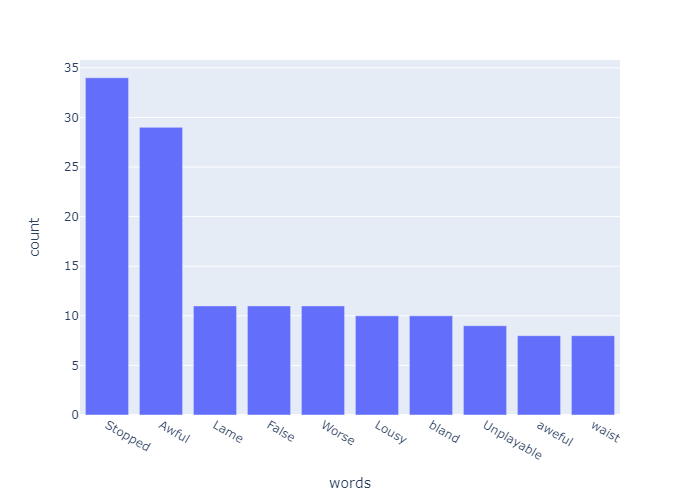 35
30
25
20
15
10
5
0
count
Stopped
Awful
Lame
False
Worse
Lousy
bland
Unplayable
aweful
waist
words